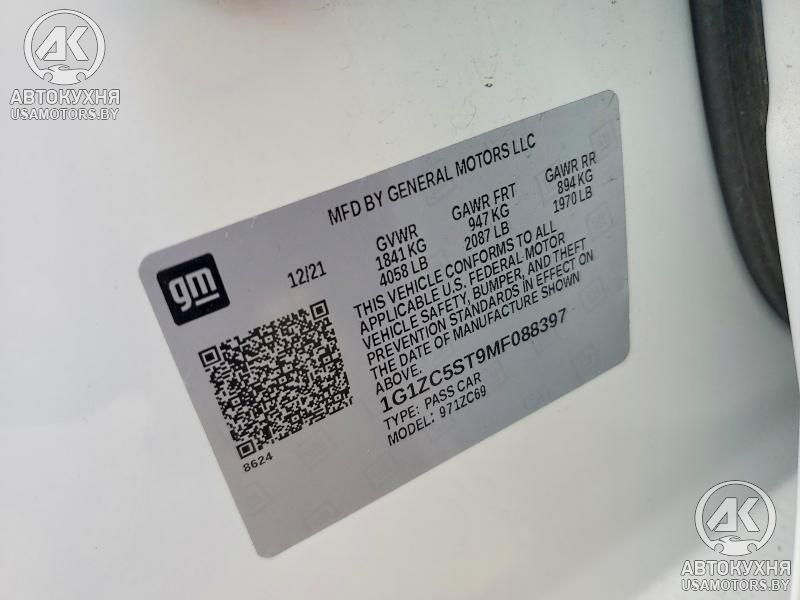 AK
АВТОКУХНЯ
USAMOTORS.BY
MFD BY GENERAL MOTORS LLC
gm
12/21
GVWR GAWR FRT GAWR RR
1841 KG 947 KG 894 KG
4058 LB 2087 LB 1970 LB
THIS VEHICLE CONFORMS TO ALL
APPLICABLE U.S. FEDERAL MOTOR
VEHICLE SAFETY, BUMPER, AND THEFT
PREVENTION STANDARDS IN EFFECT ON
THE DATE OF MANUFACTURE SHOWN
1G1ZC5ST9MF088397
TYPE: PASS CAR
MODEL: 971ZC69
8624
AK
АВТОКУХНЯ
USAMOTORS.BY